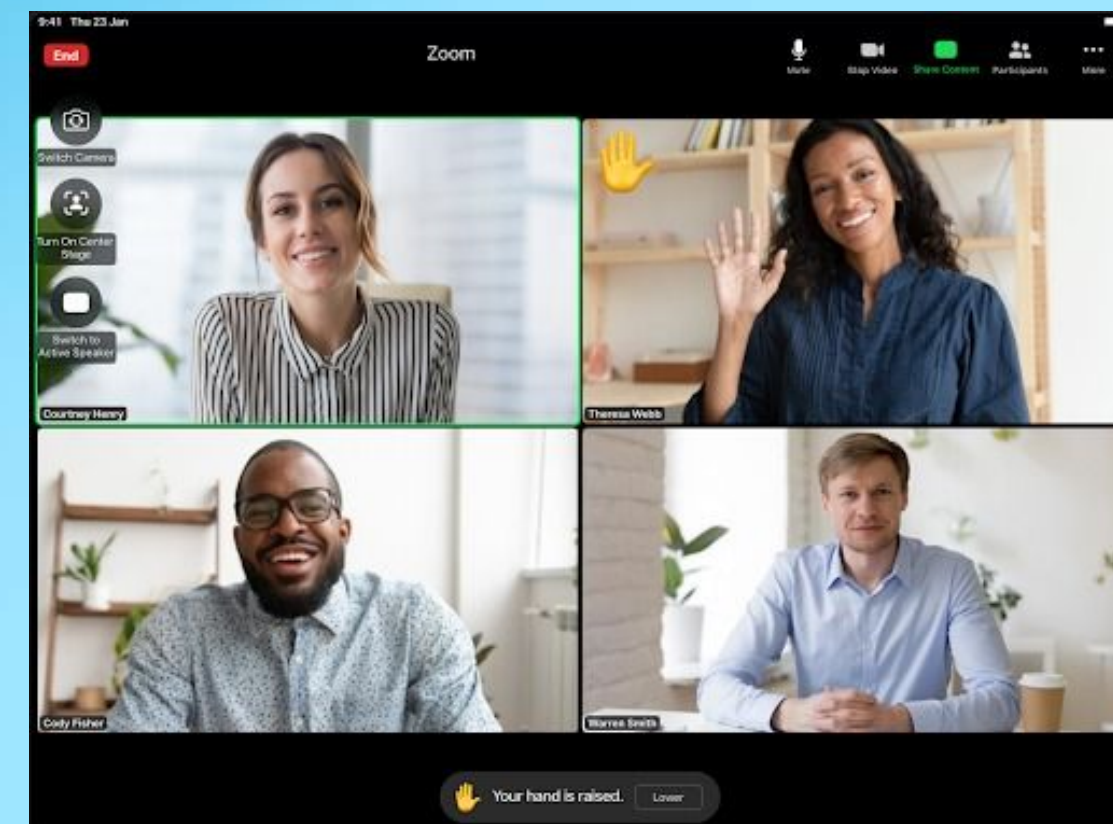 9:41 Thu 23 Jan
End
Zoom
Mute
Stop Video
Share Content
Participants
More
Switch Camera
Turn On Center
Stage
Switch to
Active Speaker
Courtney Henry
Theresa Webb
Cody Fisher
Warren Smith
Your hand is raised.
Lower